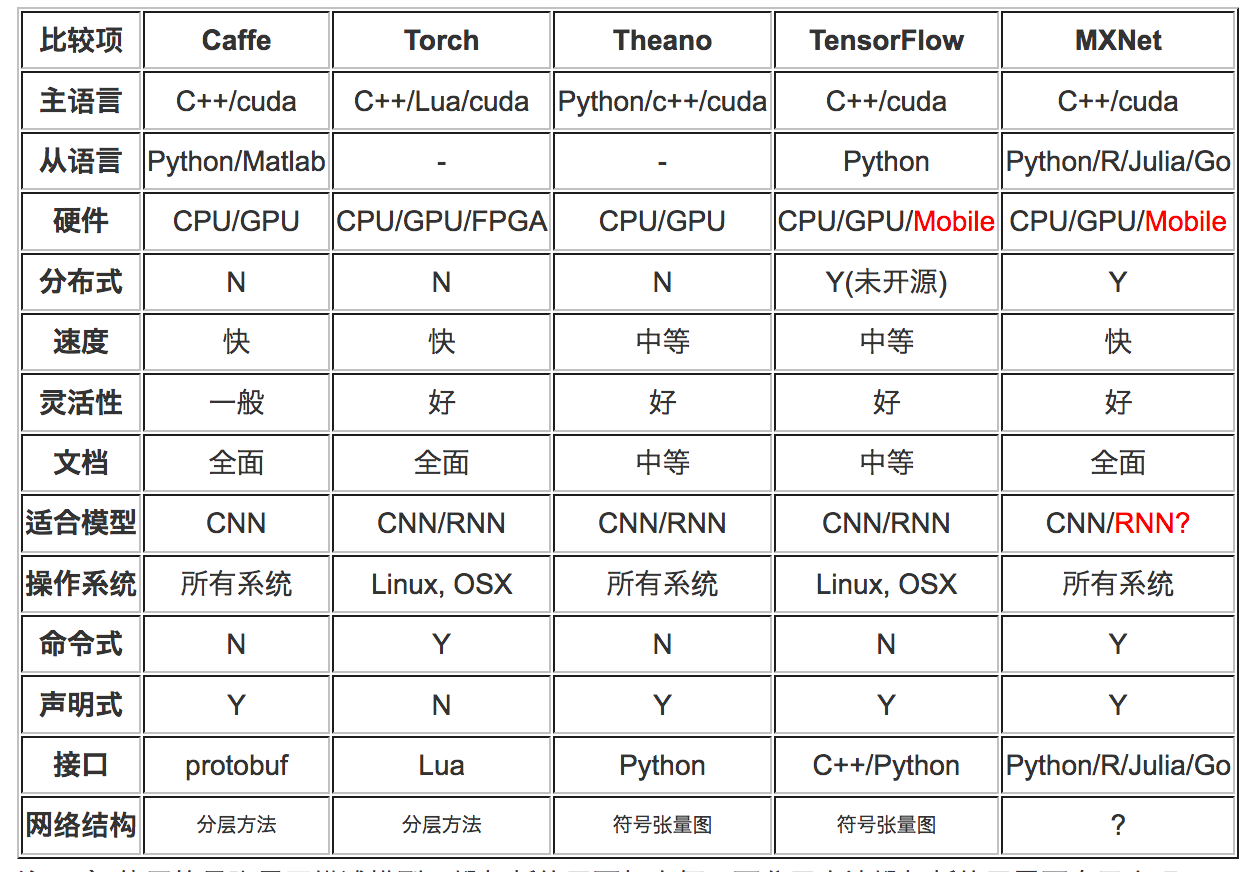 比较项 Caffe Torch Theano TensorFlow MXNet
主语言 C++/cuda C++/Lua/cuda Python/c++/cuda C++/cuda C++/cuda
从语言 Python/Matlab - - Python Python/R/Julia/Go
硬件 CPU/GPU CPU/GPU/FPGA CPU/GPU CPU/GPU/Mobile CPU/GPU/Mobile
分布式 N N N Y(未开源) Y
速度 快 快 中等 中等 快
灵活性 一般 好 好 好 好
文档 全面 全面 中等 中等 全面
适合模型 CNN CNN/RNN CNN/RNN CNN/RNN CNN/RNN?
操作系统 所有系统 Linux, OSX 所有系统 Linux, OSX 所有系统
命令式 N Y N N Y
声明式 Y N Y Y Y
接口 protobuf Lua Python C++/Python Python/R/Julia/Go
网络结构 分层方法 分层方法 符号张量图 符号张量图 ?